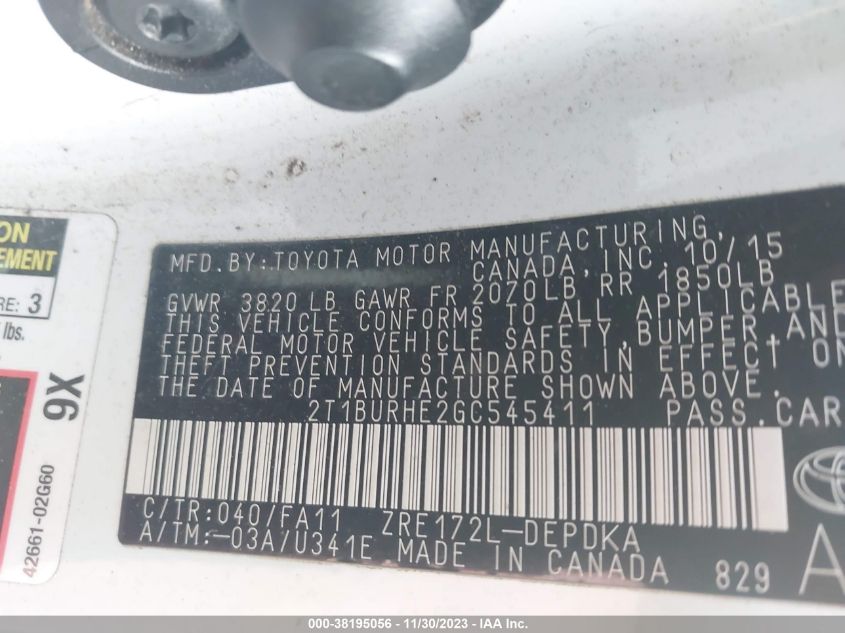 MFD. BY: TOYOTA MOTOR MANUFACTURING,
CANADA, INC. 10/15
GVWR 3820 LB GAWR FR 2070LB, RR 1850LB
THIS VEHICLE CONFORMS TO ALL APPLICABLE
FEDERAL MOTOR VEHICLE SAFETY, BUMPER, AND
THEFT PREVENTION STANDARDS IN EFFECT ON
THE DATE OF MANUFACTURE SHOWN ABOVE.
2T1BURHE2GC545411 PASS. CAR
C/TR: 040/FA11 ZRE172L-DEPDKA
A/TM: -03A/U341E MADE IN CANADA 829
A
ON
EMENT
RE: 3
lbs.
9X
42661-02G60
000-38195056 - 11/30/2023 - IAA Inc.